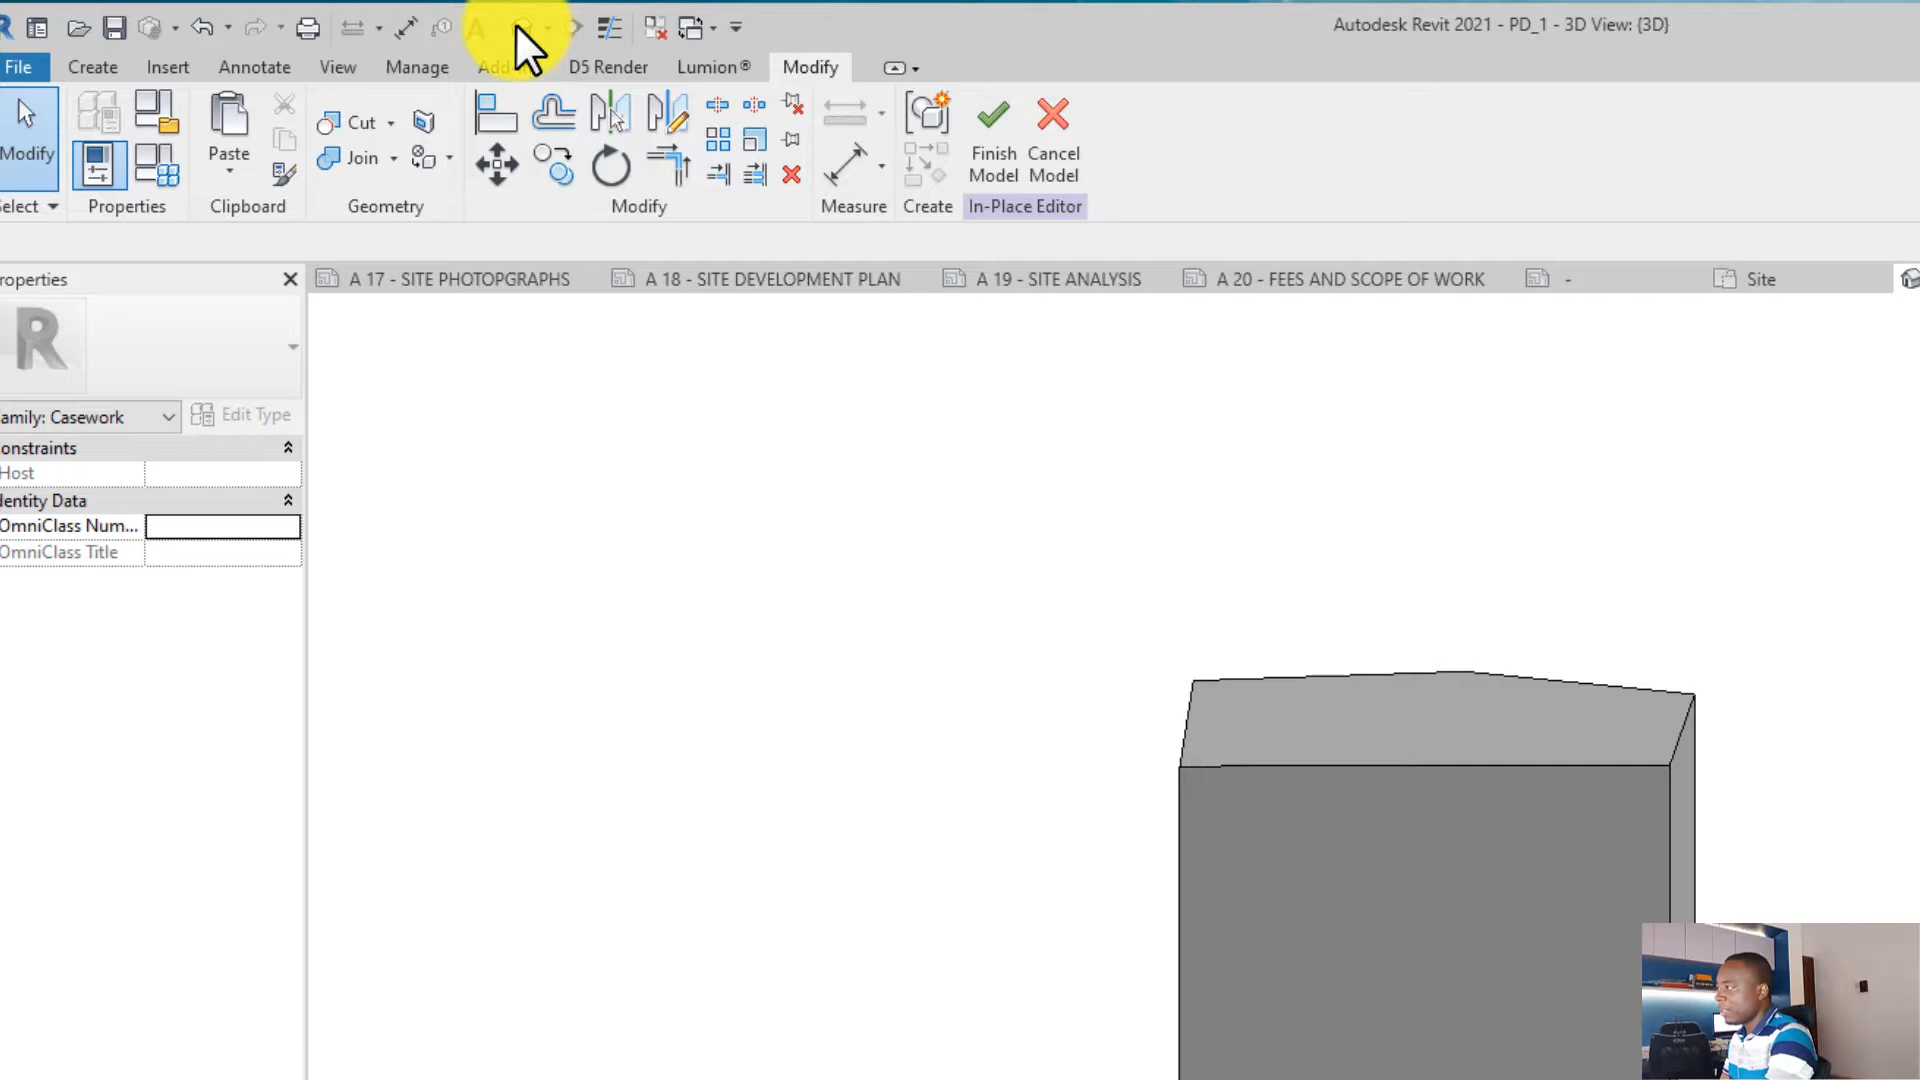 Autodesk Revit 2021 - PD_1 - 3D View: {3D}
File Create Insert Annotate View Manage D5 Render Lumion® Modify
Modify
Paste
Cut
Join
Finish Model
Cancel Model
elect Properties Clipboard Geometry Modify Measure Create In-Place Editor
roperties
A 17 - SITE PHOTOPGRAPHS
A 18 - SITE DEVELOPMENT PLAN
A 19 - SITE ANALYSIS
A 20 - FEES AND SCOPE OF WORK
-
Site
R
amily: Casework
Edit Type
onstraints
Host
dentity Data
OmniClass Num...
OmniClass Title